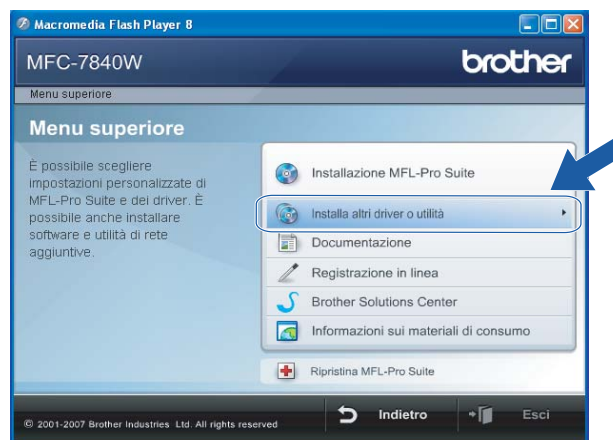 Macromedia Flash Player 8
MFC-7840W
brother
Menu superiore
Menu superiore
È possibile scegliere
impostazioni personalizzate di
MFL-Pro Suite e dei driver. È
possibile anche installare
software e utilità di rete
aggiuntive.
Installazione MFL-Pro Suite
Installa altri driver o utilità
Documentazione
Registrazione in linea
Brother Solutions Center
Informazioni sui materiali di consumo
Ripristina MFL-Pro Suite
© 2001-2007 Brother Industries Ltd. All rights reserved
Indietro
Esci